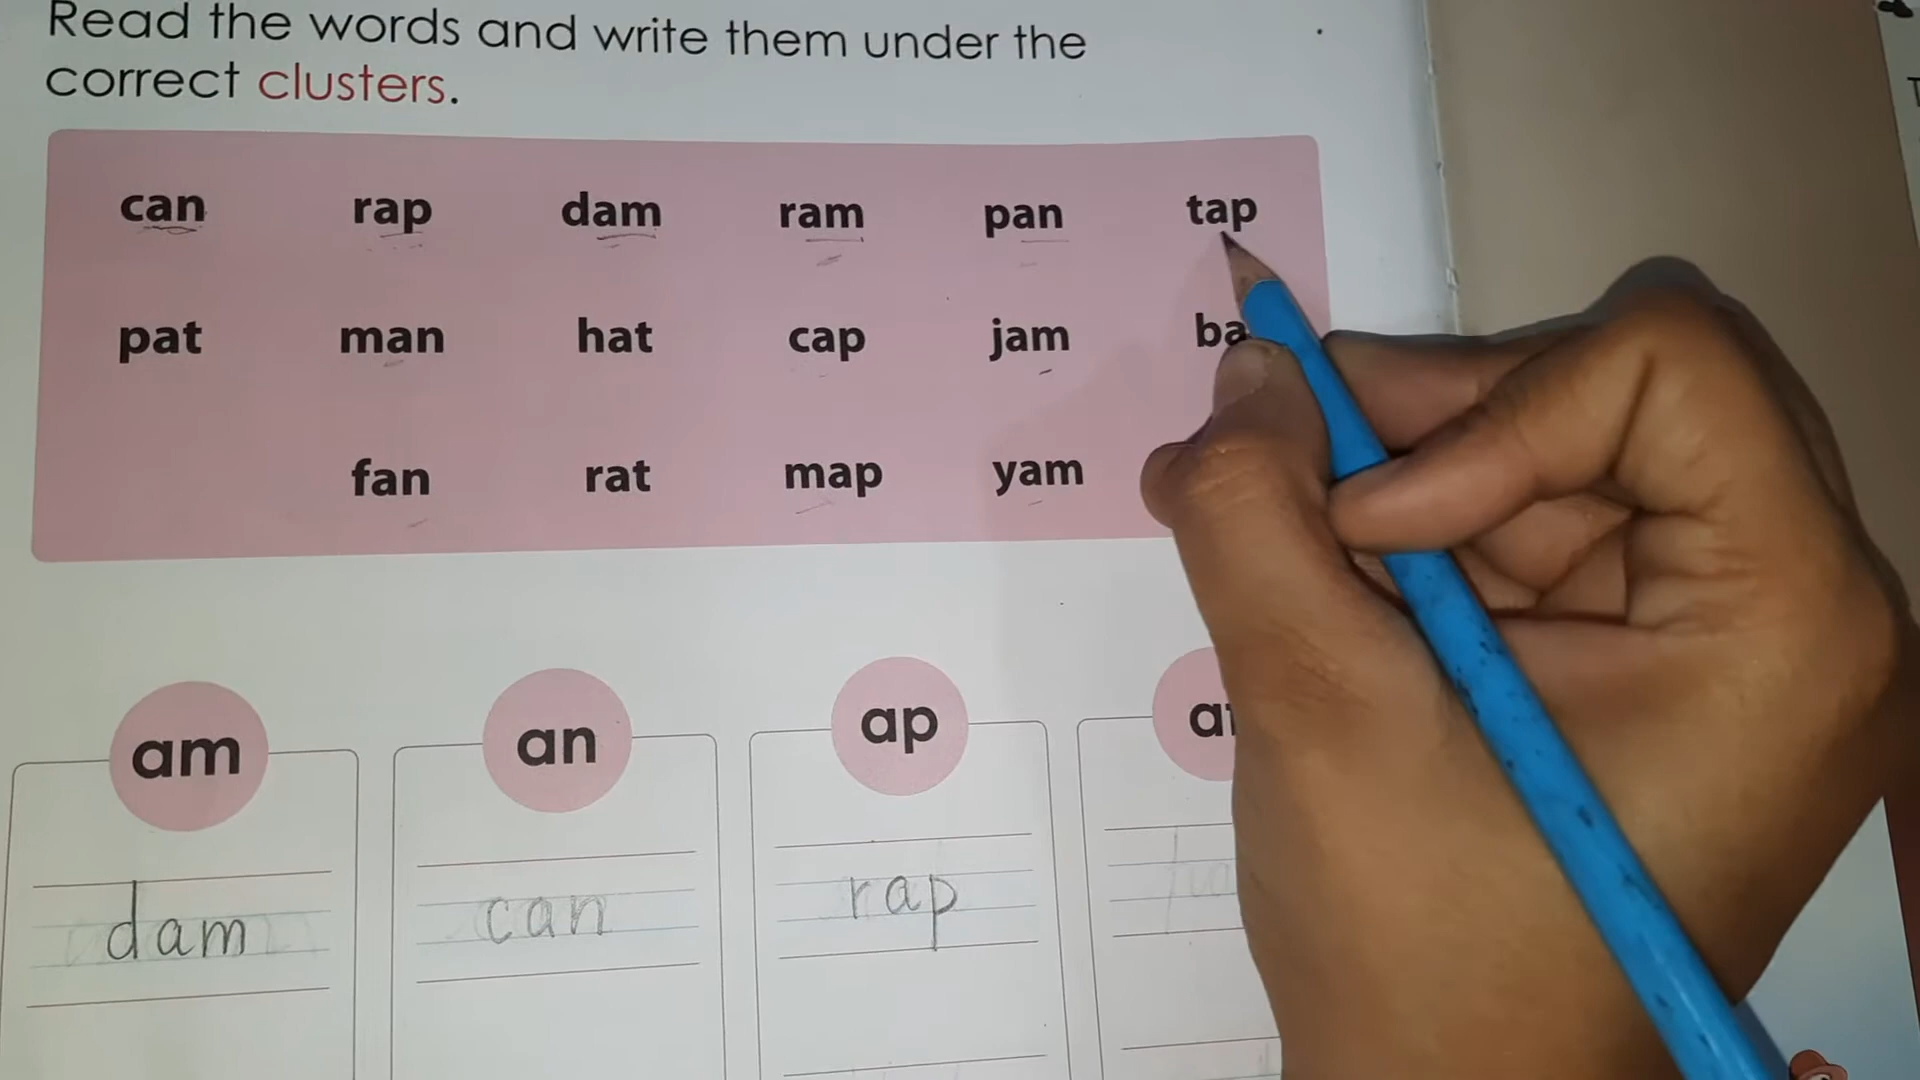 Read the words and write them under the
correct clusters.
can rap dam ram pan tap
pat man hat cap jam
fan rat map yam
am an ap
dam can rap